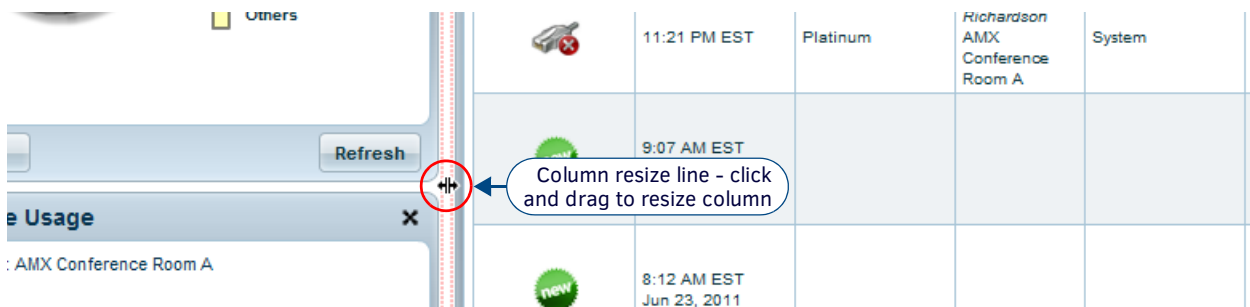 Others
Richardson
11:21 PM EST
Platinum
AMX
Conference
Room A
System
Refresh
9:07 AM EST
Column resize line - click
and drag to resize column
e Usage
: AMX Conference Room A
new
8:12 AM EST
Jun 23, 2011